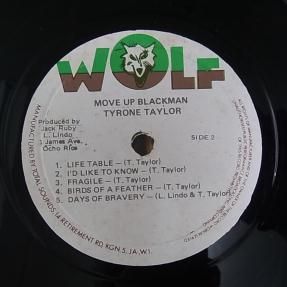 WOLF
MOVE UP BLACKMAN
TYRONE TAYLOR
Produced by
Jack Ruby
L. Lindo
James Ave.
Ocho Rios
SIDE 2
1. LIFE TABLE — (T. Taylor)
2. I'D LIKE TO KNOW — (T. Taylor)
3. FRAGILE — (T. Taylor)
4. BIRDS OF A FEATHER — (T. Taylor)
5. DAYS OF BRAVERY — (L. Lindo & T. Taylor)
MANUFACTURED BY TOTAL SOUNDS 14 RETIREMENT RD. KGN. 5, JA. W.I.